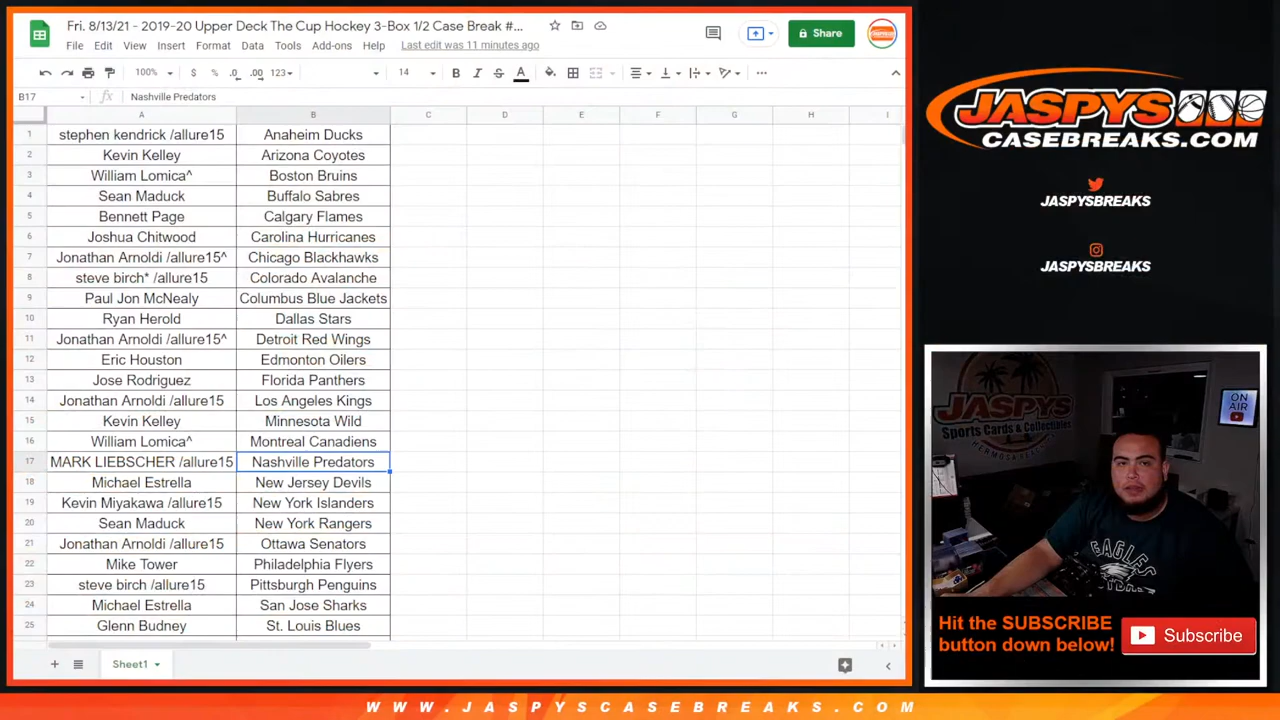 Fri. 8/13/21 - 2019-20 Upper Deck The Cup Hockey 3-Box 1/2 Case Break #...
File Edit View Insert Format Data Tools Add-ons Help Last edit was 11 minutes ago
Share
100% $ % .0 .00 123 14 B I S A
B17 fx Nashville Predators
A B C D E F G H I
1 stephen kendrick /allure15 Anaheim Ducks
2 Kevin Kelley Arizona Coyotes
3 William Lomica^ Boston Bruins
4 Sean Maduck Buffalo Sabres
5 Bennett Page Calgary Flames
6 Joshua Chitwood Carolina Hurricanes
7 Jonathan Arnoldi /allure15^ Chicago Blackhawks
8 steve birch* /allure15 Colorado Avalanche
9 Paul Jon McNealy Columbus Blue Jackets
10 Ryan Herold Dallas Stars
11 Jonathan Arnoldi /allure15^ Detroit Red Wings
12 Eric Houston Edmonton Oilers
13 Jose Rodriguez Florida Panthers
14 Jonathan Arnoldi /allure15 Los Angeles Kings
15 Kevin Kelley Minnesota Wild
16 William Lomica^ Montreal Canadiens
17 MARK LIEBSCHER /allure15 Nashville Predators
18 Michael Estrella New Jersey Devils
19 Kevin Miyakawa /allure15 New York Islanders
20 Sean Maduck New York Rangers
21 Jonathan Arnoldi /allure15 Ottawa Senators
22 Mike Tower Philadelphia Flyers
23 steve birch /allure15 Pittsburgh Penguins
24 Michael Estrella San Jose Sharks
25 Glenn Budney St. Louis Blues
Sheet1
JASPYS
CASEBREAKS.COM
JASPYSBREAKS
JASPYSBREAKS
JASPYS
Sports Cards & Collectibles
HERMOSA BEACH
ON
AIR
EAGLES
Hit the SUBSCRIBE
button down below!
Subscribe
WWW.JASPYSCASEBREAKS.COM